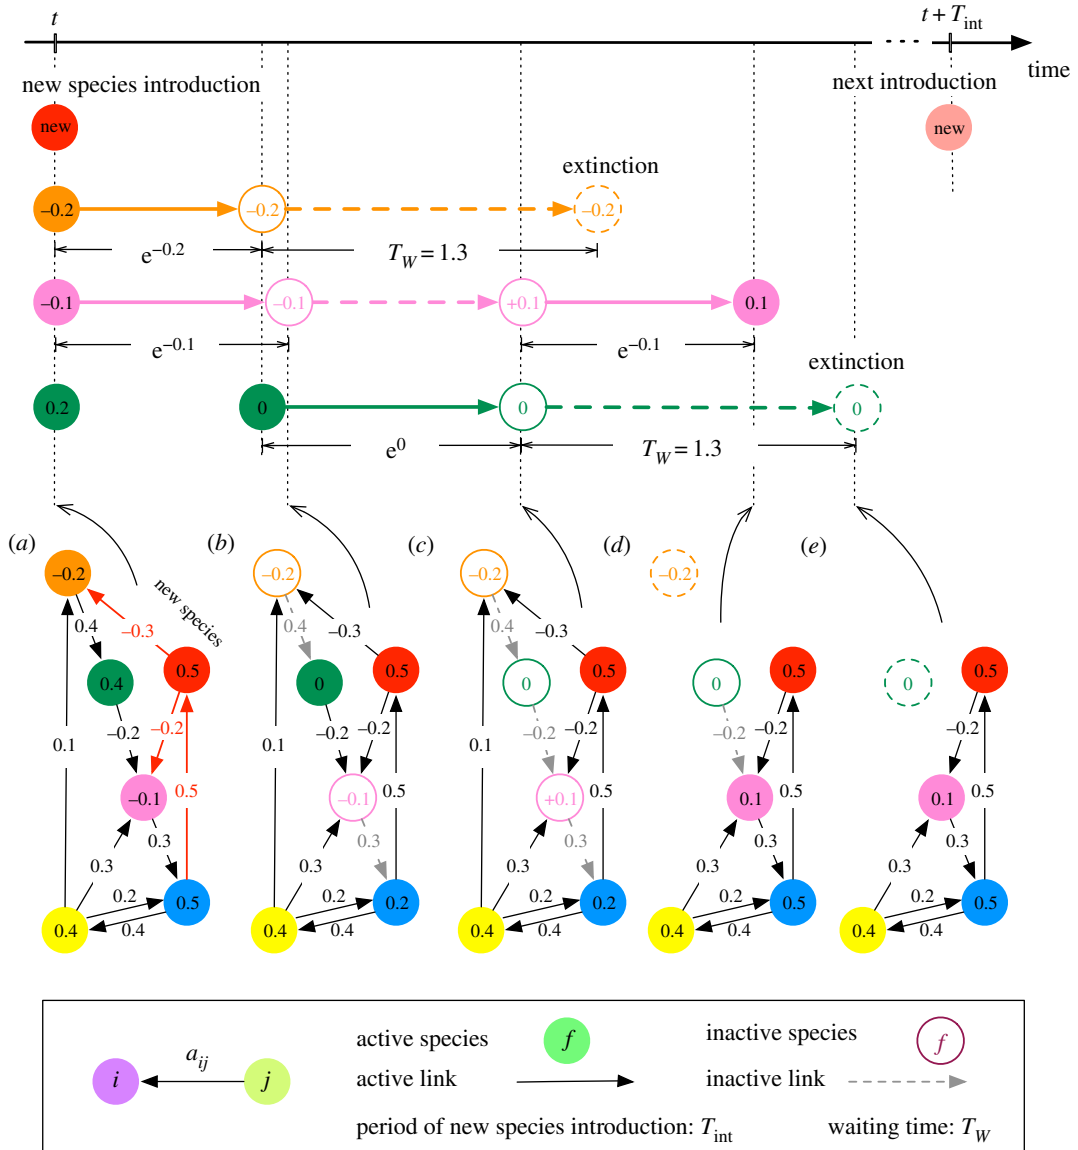 t
t + T_int
time
new species introduction
next introduction
new
new
extinction
–0.2
–0.2
–0.2
e^–0.2
T_W = 1.3
–0.1
–0.1
+0.1
0.1
e^–0.1
e^–0.1
extinction
0.2
0
0
0
e^0
T_W = 1.3
(a)
–0.2
new species
0.4
–0.3
0.4
0.5
–0.2
–0.2
0.1
–0.1
0.5
0.3
0.3
0.2
0.5
0.4
0.4
(b)
–0.2
0.4
–0.3
0
0.5
–0.2
–0.2
0.1
–0.1
0.5
0.3
0.3
0.2
0.2
0.4
0.4
(c)
–0.2
0.4
–0.3
0
0.5
–0.2
–0.2
0.1
+0.1
0.5
0.3
0.3
0.2
0.2
0.4
0.4
(d)
–0.2
0
0.5
–0.2
–0.2
0.1
0.5
0.3
0.3
0.2
0.5
0.4
0.4
(e)
0
0.5
–0.2
0.1
0.5
0.3
0.3
0.2
0.5
0.4
0.4
i
a_ij
j
active species
f
inactive species
f
active link
inactive link
period of new species introduction: T_int
waiting time: T_W